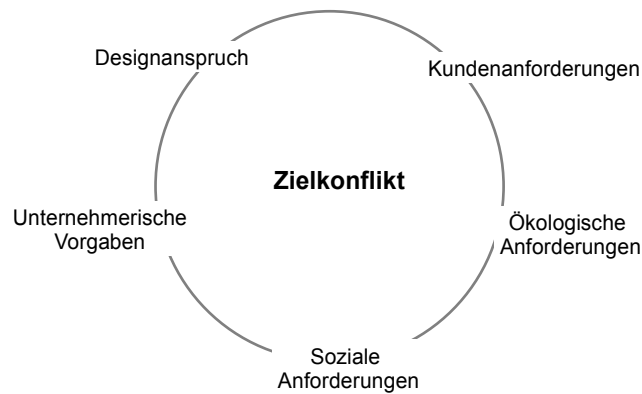 Designanspruch
Kundenanforderungen
Zielkonflikt
Unternehmerische
Vorgaben
Ökologische
Anforderungen
Soziale
Anforderungen